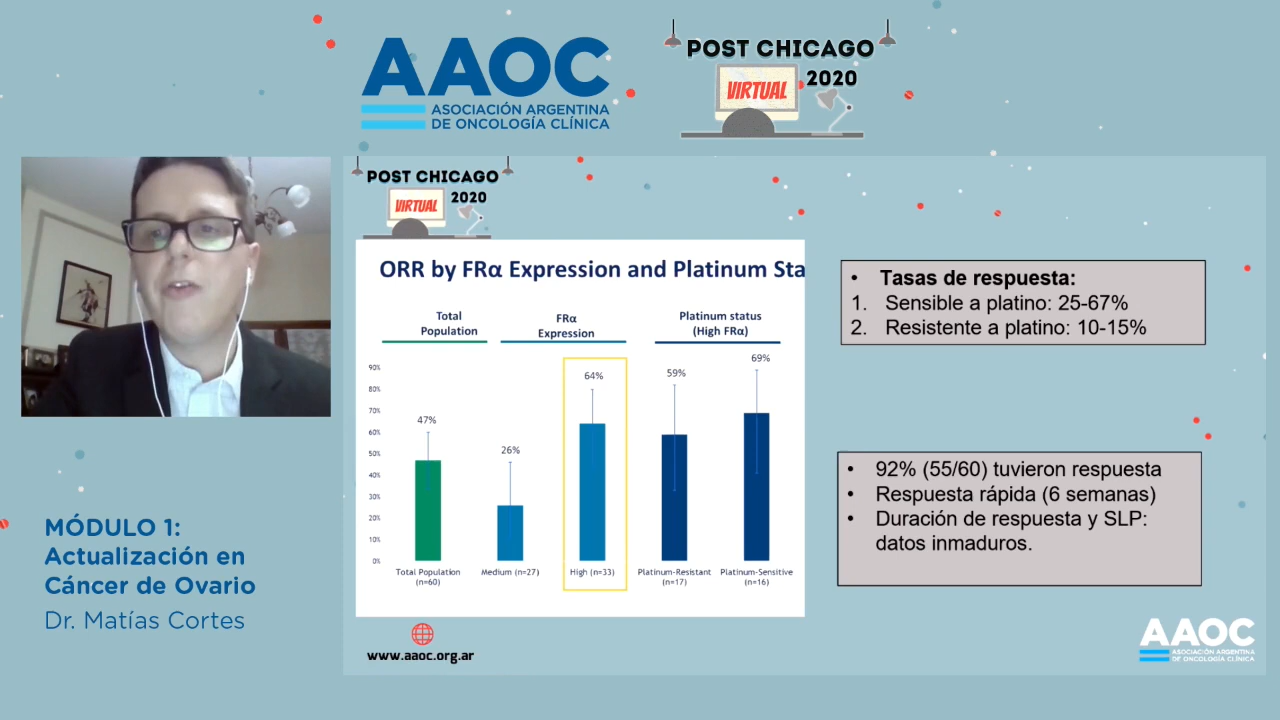 AAOC
ASOCIACIÓN ARGENTINA
DE ONCOLOGÍA CLÍNICA
POST CHICAGO
2020
VIRTUAL
POST CHICAGO
2020
VIRTUAL
ORR by FRα Expression and Platinum Sta
Total
Population
FRα
Expression
Platinum status
(High FRα)
90%
80%
70%
60%
50%
40%
30%
20%
10%
0%
47%
26%
64%
59%
69%
Total Population
(n=60)
Medium (n=27)
High (n=33)
Platinum-Resistant
(n=17)
Platinum-Sensitive
(n=16)
• Tasas de respuesta:
1. Sensible a platino: 25-67%
2. Resistente a platino: 10-15%
• 92% (55/60) tuvieron respuesta
• Respuesta rápida (6 semanas)
• Duración de respuesta y SLP:
datos inmaduros.
MÓDULO 1:
Actualización en
Cáncer de Ovario
Dr. Matías Cortes
www.aaoc.org.ar
AAOC
ASOCIACIÓN ARGENTINA
DE ONCOLOGÍA CLÍNICA